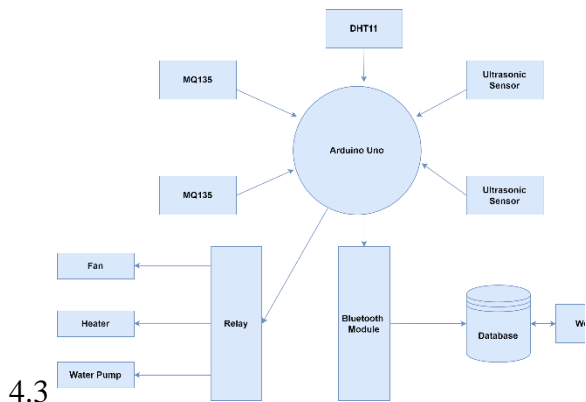 DHT11
MQ135
Ultrasonic
Sensor
Arduino Uno
MQ135
Ultrasonic
Sensor
Fan
Heater
Water Pump
Relay
Bluetooth
Module
Database
4.3